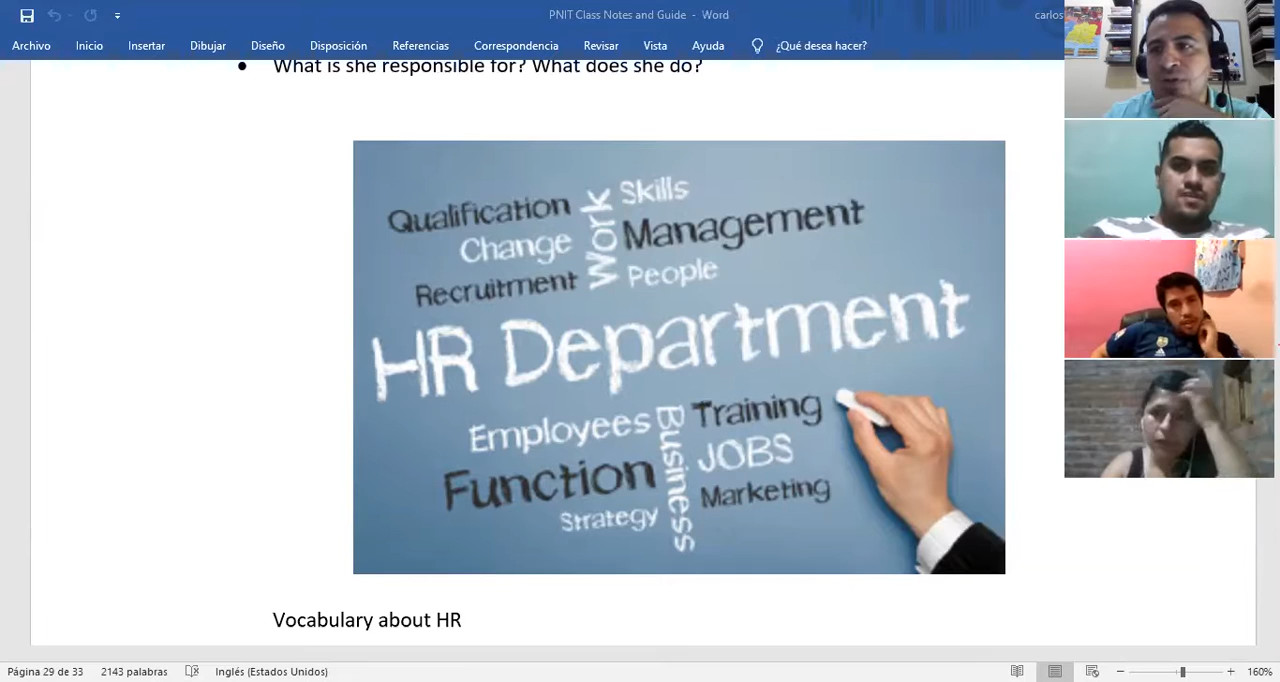 PNIT Class Notes and Guide - Word
carlos
Archivo Inicio Insertar Dibujar Diseño Disposición Referencias Correspondencia Revisar Vista Ayuda ¿Qué desea hacer?
• What is she responsible for? What does she do?
Qualification
Work
Skills
Change
Management
Recruitment
People
HR Department
Employees
Business
Training
Function
JOBS
Strategy
Marketing
Vocabulary about HR
Página 29 de 33 2143 palabras Inglés (Estados Unidos) 160%